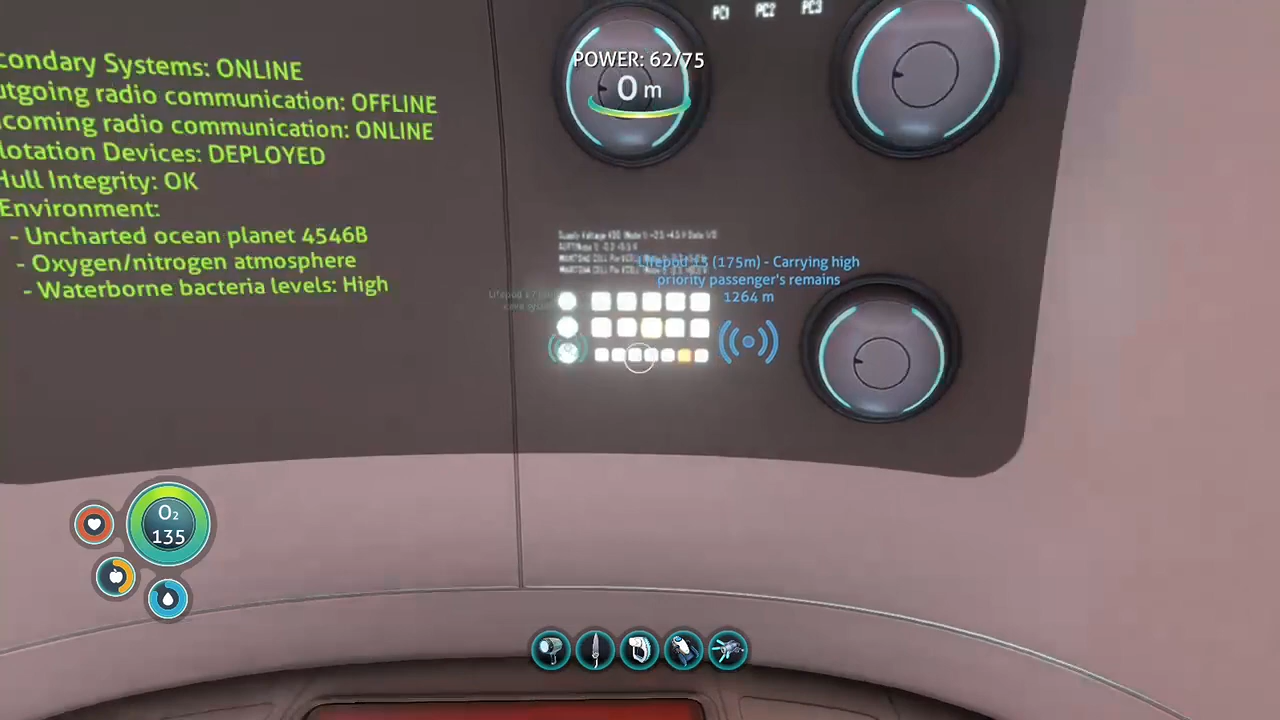 PC1 PC2 PC3
condary Systems: ONLINE
utgoing radio communication: OFFLINE
coming radio communication: ONLINE
lotation Devices: DEPLOYED
Hull Integrity: OK
Environment:
- Uncharted ocean planet 4546B
- Oxygen/nitrogen atmosphere
- Waterborne bacteria levels: High
POWER: 62/75
0 m
(175m) - Carrying high
priority passenger's remains
1264 m
Lifepod
O₂
135